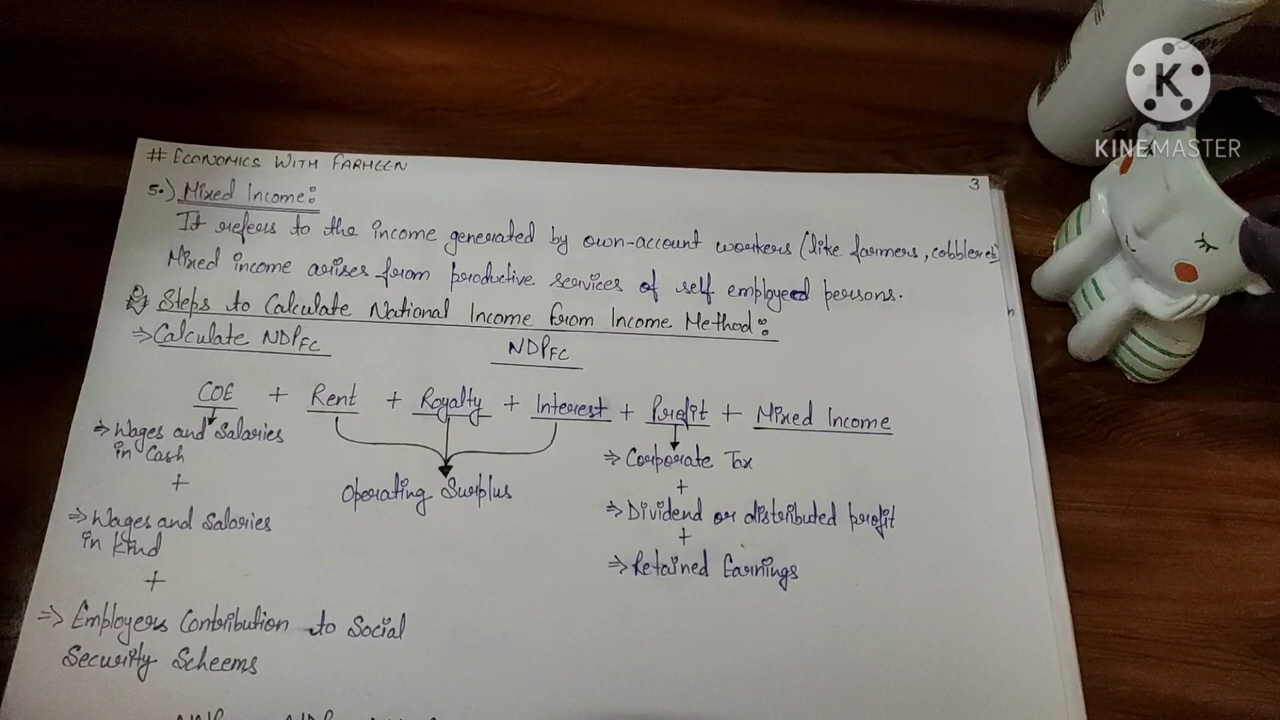 # ECONOMICS WITH FARHEEN
3
5.) Mixed Income:
It refers to the income generated by own-account workers (like farmers, cobbler etc)
Mixed income arises from productive services of self employed persons.
Steps to Calculate National Income from Income Method:
⇒ Calculate NDPFC
NDPFC
COE + Rent + Royalty + Interest + Profit + Mixed Income
⇒ Wages and Salaries
in Cash
+
⇒ Wages and Salaries
in Kind
+
⇒ Employers Contribution to Social
Security Scheems
Operating Surplus
⇒ Corporate Tax
+
⇒ Dividend or distributed profit
+
⇒ Retained Earnings
K
KINEMASTER